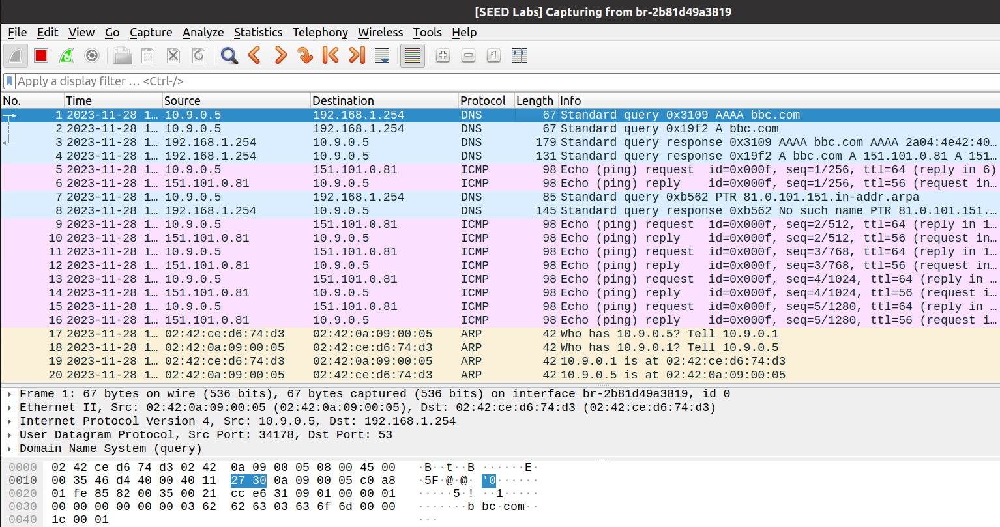 [SEED Labs] Capturing from br-2b81d49a3819
File Edit View Go Capture Analyze Statistics Telephony Wireless Tools Help
Apply a display filter … <Ctrl-/>
No. Time Source Destination Protocol Length Info
1 2023-11-28 1… 10.9.0.5 192.168.1.254 DNS 67 Standard query 0x3109 AAAA bbc.com
2 2023-11-28 1… 10.9.0.5 192.168.1.254 DNS 67 Standard query 0x19f2 A bbc.com
3 2023-11-28 1… 192.168.1.254 10.9.0.5 DNS 179 Standard query response 0x3109 AAAA bbc.com AAAA 2a04:4e42:40…
4 2023-11-28 1… 192.168.1.254 10.9.0.5 DNS 131 Standard query response 0x19f2 A bbc.com A 151.101.0.81 A 151…
5 2023-11-28 1… 10.9.0.5 151.101.0.81 ICMP 98 Echo (ping) request id=0x000f, seq=1/256, ttl=64 (reply in 6)
6 2023-11-28 1… 151.101.0.81 10.9.0.5 ICMP 98 Echo (ping) reply id=0x000f, seq=1/256, ttl=56 (request in…
7 2023-11-28 1… 10.9.0.5 192.168.1.254 DNS 85 Standard query 0xb562 PTR 81.0.101.151.in-addr.arpa
8 2023-11-28 1… 192.168.1.254 10.9.0.5 DNS 145 Standard query response 0xb562 No such name PTR 81.0.101.151.…
9 2023-11-28 1… 10.9.0.5 151.101.0.81 ICMP 98 Echo (ping) request id=0x000f, seq=2/512, ttl=64 (reply in 1…
10 2023-11-28 1… 151.101.0.81 10.9.0.5 ICMP 98 Echo (ping) reply id=0x000f, seq=2/512, ttl=56 (request in…
11 2023-11-28 1… 10.9.0.5 151.101.0.81 ICMP 98 Echo (ping) request id=0x000f, seq=3/768, ttl=64 (reply in 1…
12 2023-11-28 1… 151.101.0.81 10.9.0.5 ICMP 98 Echo (ping) reply id=0x000f, seq=3/768, ttl=56 (request in…
13 2023-11-28 1… 10.9.0.5 151.101.0.81 ICMP 98 Echo (ping) request id=0x000f, seq=4/1024, ttl=64 (reply in …
14 2023-11-28 1… 151.101.0.81 10.9.0.5 ICMP 98 Echo (ping) reply id=0x000f, seq=4/1024, ttl=56 (request i…
15 2023-11-28 1… 10.9.0.5 151.101.0.81 ICMP 98 Echo (ping) request id=0x000f, seq=5/1280, ttl=64 (reply in …
16 2023-11-28 1… 151.101.0.81 10.9.0.5 ICMP 98 Echo (ping) reply id=0x000f, seq=5/1280, ttl=56 (request i…
17 2023-11-28 1… 02:42:ce:d6:74:d3 02:42:0a:09:00:05 ARP 42 Who has 10.9.0.5? Tell 10.9.0.1
18 2023-11-28 1… 02:42:0a:09:00:05 02:42:ce:d6:74:d3 ARP 42 Who has 10.9.0.1? Tell 10.9.0.5
19 2023-11-28 1… 02:42:ce:d6:74:d3 02:42:0a:09:00:05 ARP 42 10.9.0.1 is at 02:42:ce:d6:74:d3
20 2023-11-28 1… 02:42:0a:09:00:05 02:42:ce:d6:74:d3 ARP 42 10.9.0.5 is at 02:42:0a:09:00:05
Frame 1: 67 bytes on wire (536 bits), 67 bytes captured (536 bits) on interface br-2b81d49a3819, id 0
Ethernet II, Src: 02:42:0a:09:00:05 (02:42:0a:09:00:05), Dst: 02:42:ce:d6:74:d3 (02:42:ce:d6:74:d3)
Internet Protocol Version 4, Src: 10.9.0.5, Dst: 192.168.1.254
User Datagram Protocol, Src Port: 34178, Dst Port: 53
Domain Name System (query)
0000 02 42 ce d6 74 d3 02 42 0a 09 00 05 08 00 45 00 ·B··t··B ······E·
0010 00 35 46 d4 40 00 40 11 27 30 0a 09 00 05 c0 a8 ·5F·@·@· '0······
0020 01 fe 85 82 00 35 00 21 cc e6 31 09 01 00 00 01 ·····5·! ··1·····
0030 00 00 00 00 00 00 03 62 62 63 03 63 6f 6d 00 00 ·······b bc·com··
0040 1c 00 01 ···